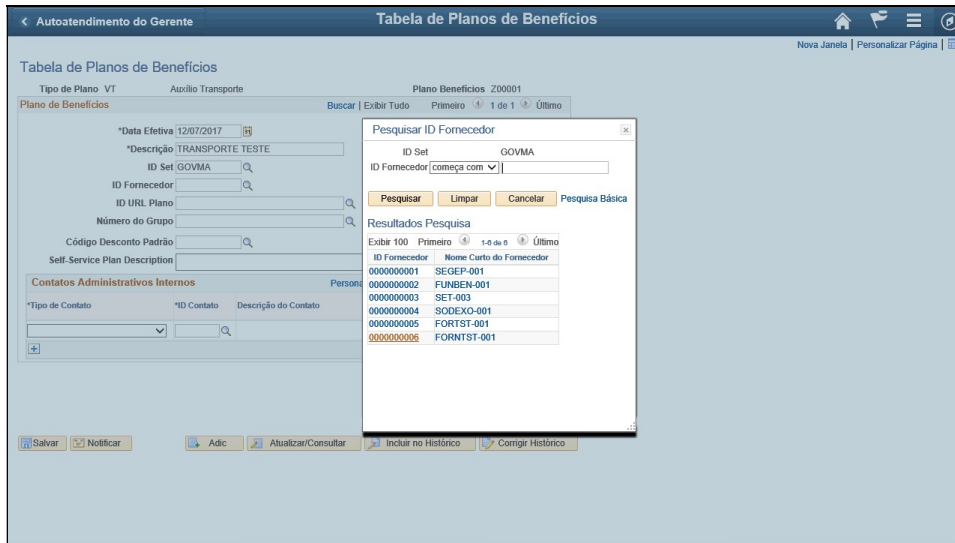 Autoatendimento do Gerente
Tabela de Planos de Benefícios
Nova Janela | Personalizar Página |
Tabela de Planos de Benefícios
Tipo de Plano VT Auxílio Transporte Plano Benefícios Z00001
Plano de Benefícios Buscar | Exibir Tudo Primeiro 1 de 1 Último
*Data Efetiva 12/07/2017
*Descrição TRANSPORTE TESTE
ID Set GOVMA
ID Fornecedor
ID URL Plano
Número do Grupo
Código Desconto Padrão
Self-Service Plan Description
Contatos Administrativos Internos Persona
*Tipo de Contato *ID Contato Descrição do Contato
Pesquisar ID Fornecedor
ID Set GOVMA
ID Fornecedor começa com
Pesquisar Limpar Cancelar Pesquisa Básica
Resultados Pesquisa
Exibir 100 Primeiro 1-6 de 6 Último
ID Fornecedor Nome Curto do Fornecedor
0000000001 SEGEP-001
0000000002 FUNBEN-001
0000000003 SET-003
0000000004 SODEXO-001
0000000005 FORTST-001
0000000006 FORNTST-001
Salvar Notificar Adic Atualizar/Consultar Incluir no Histórico Corrigir Histórico